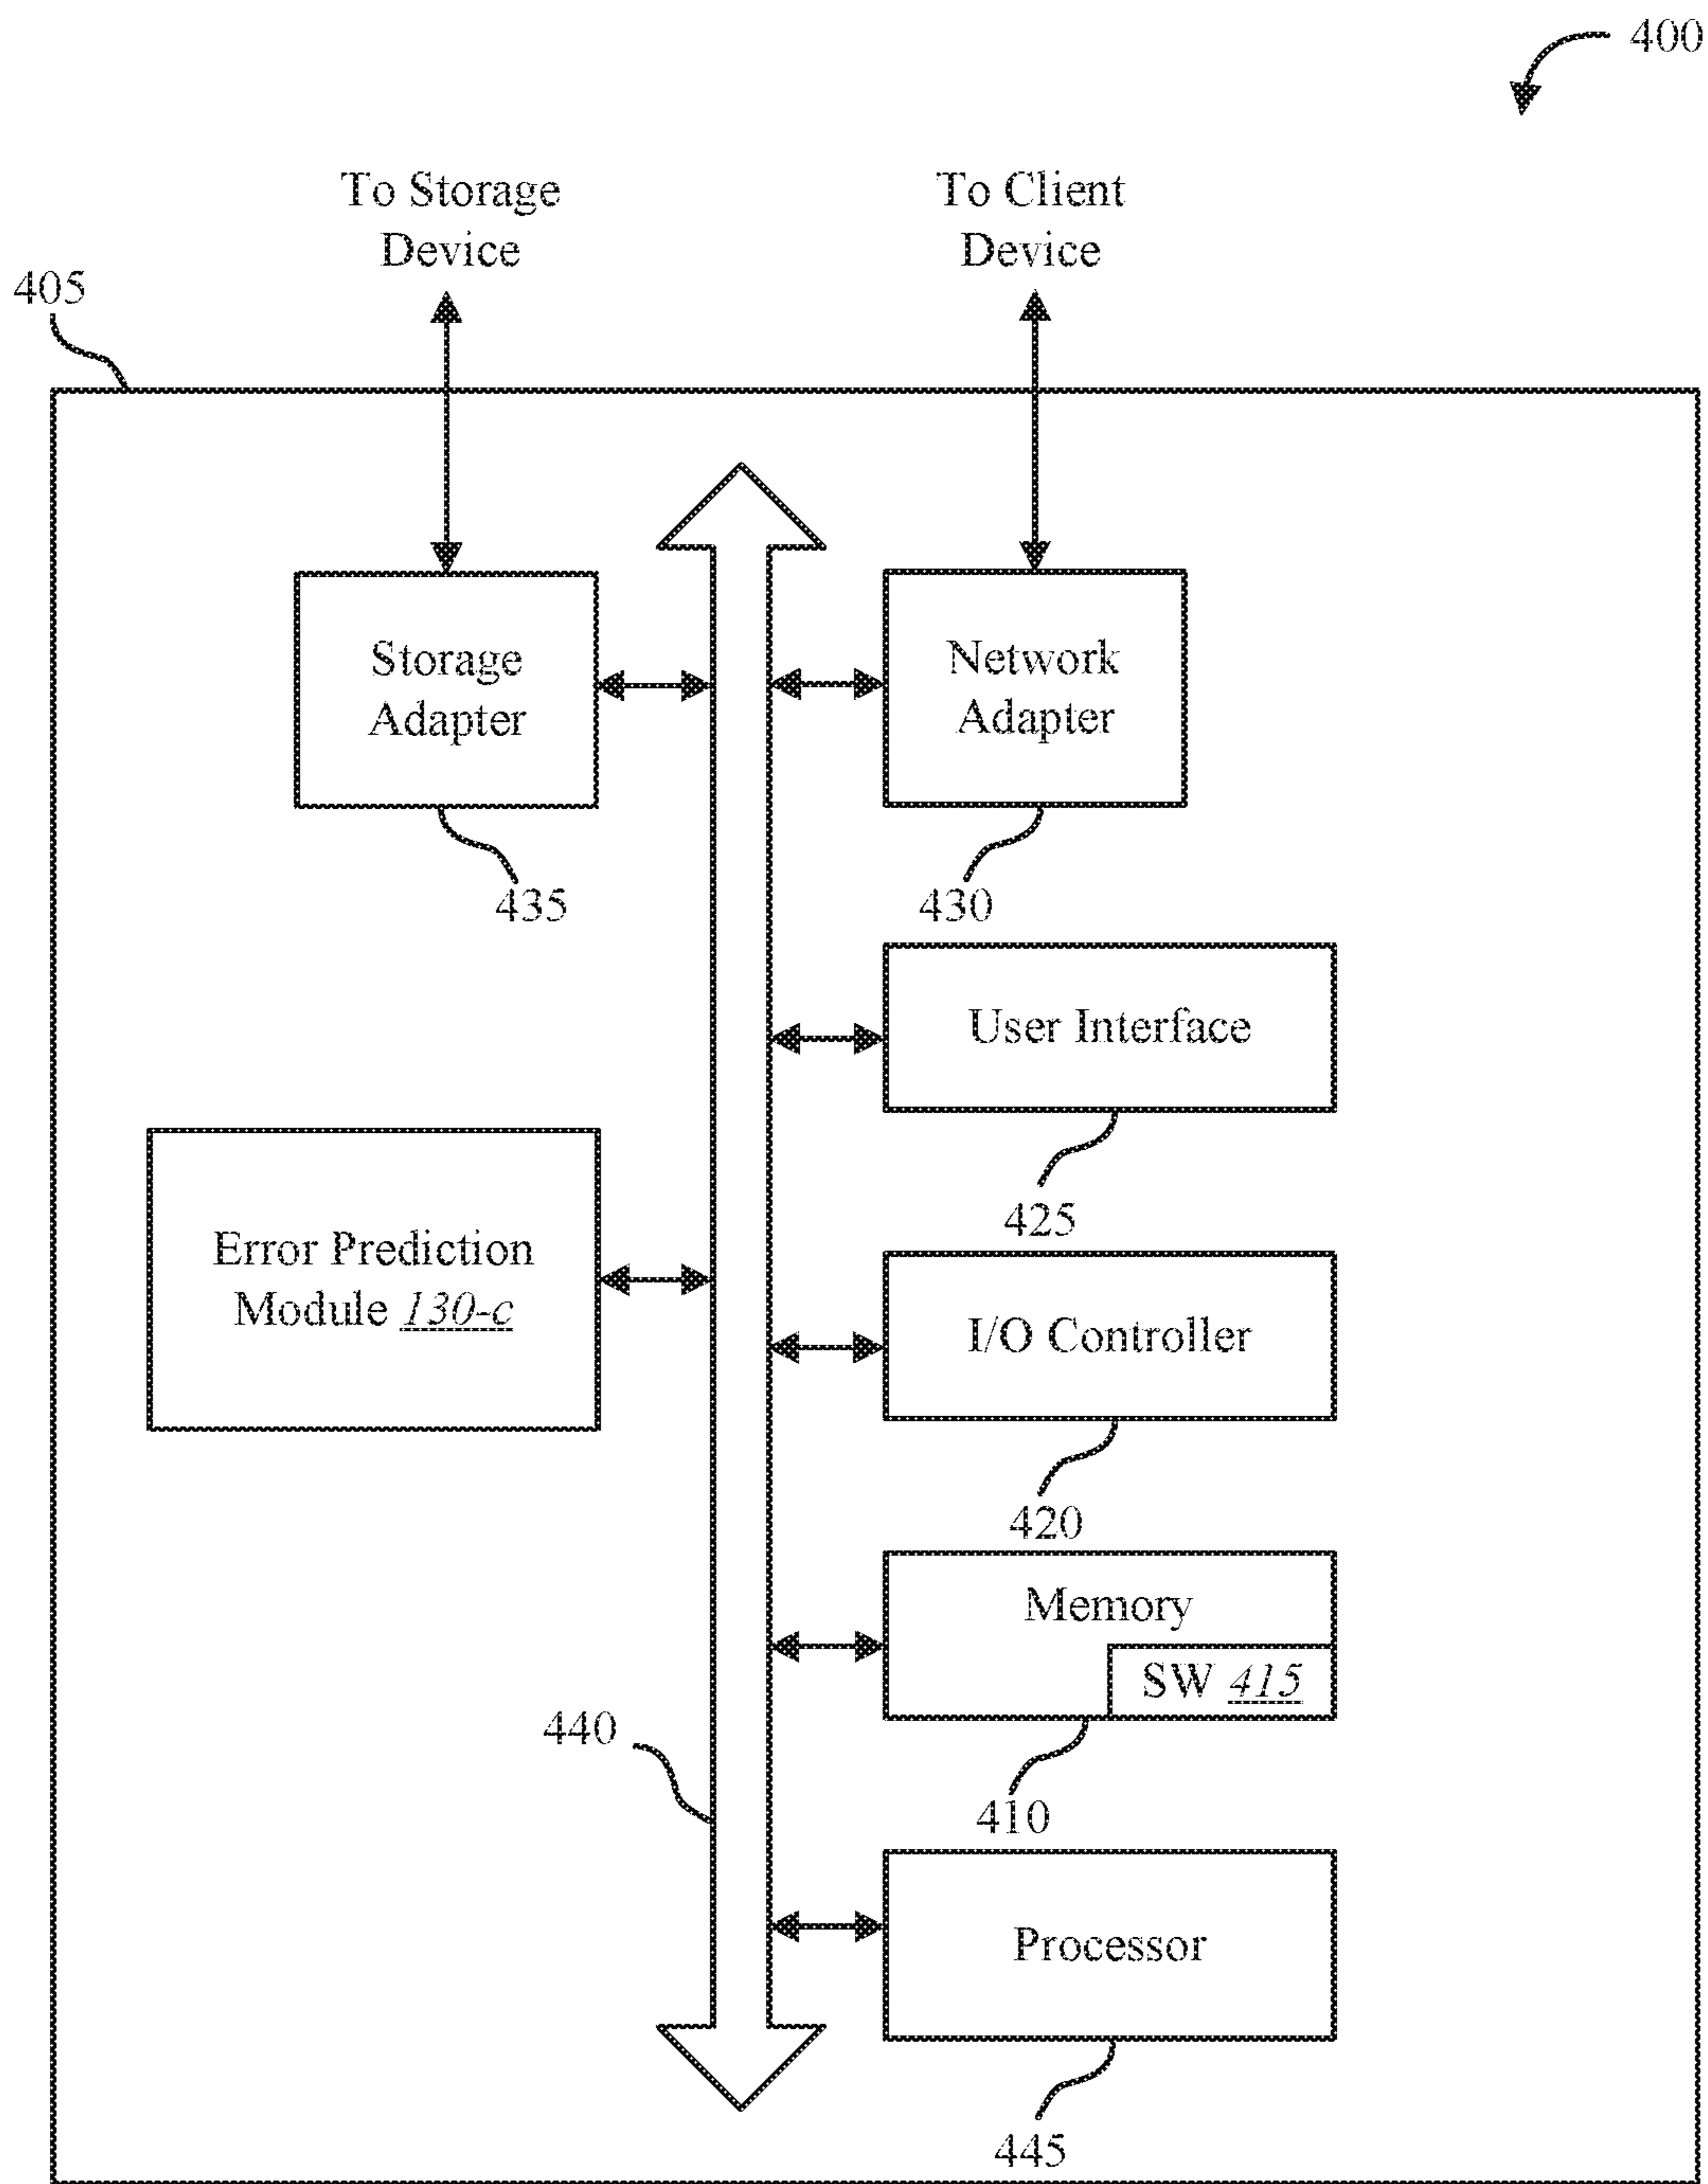 400
To Storage
Device
To Client
Device
405
Storage
Adapter
Network
Adapter
435
430
User Interface
425
Error Prediction
Module 130-c
I/O Controller
420
Memory
SW 415
440
410
Processor
445